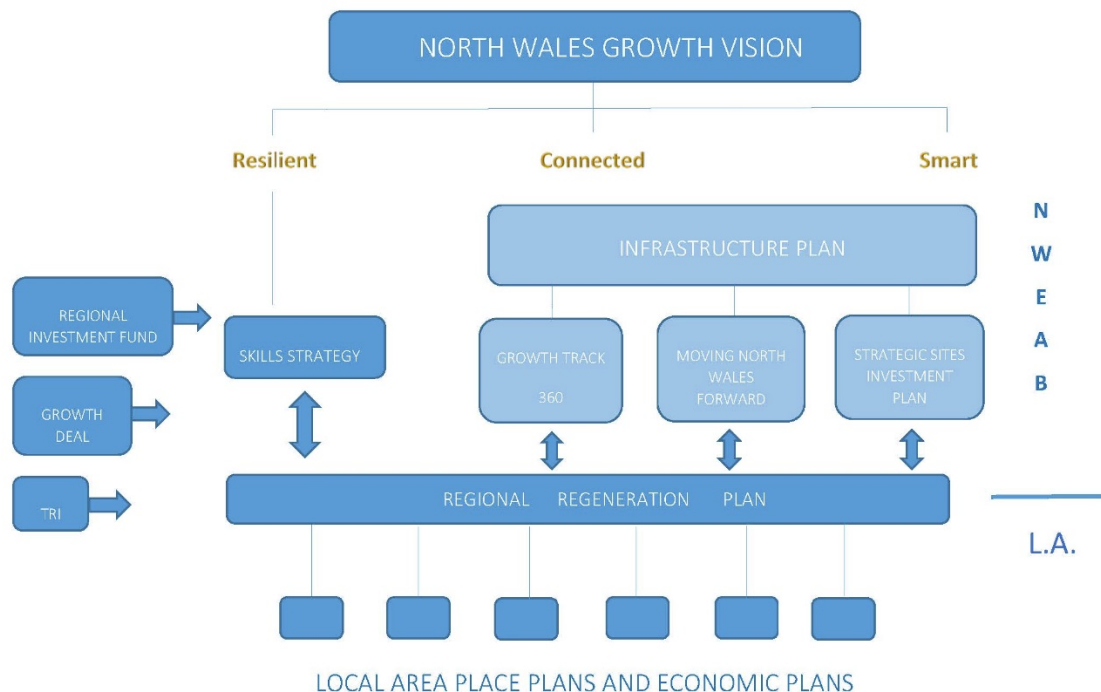 NORTH WALES GROWTH VISION
Resilient
Connected
Smart
INFRASTRUCTURE PLAN
N
W
E
A
B
REGIONAL
INVESTMENT FUND
SKILLS STRATEGY
GROWTH TRACK
360
MOVING NORTH
WALES
FORWARD
STRATEGIC SITES
INVESTMENT
PLAN
GROWTH
DEAL
TRI
REGIONAL REGENERATION PLAN
L.A.
LOCAL AREA PLACE PLANS AND ECONOMIC PLANS